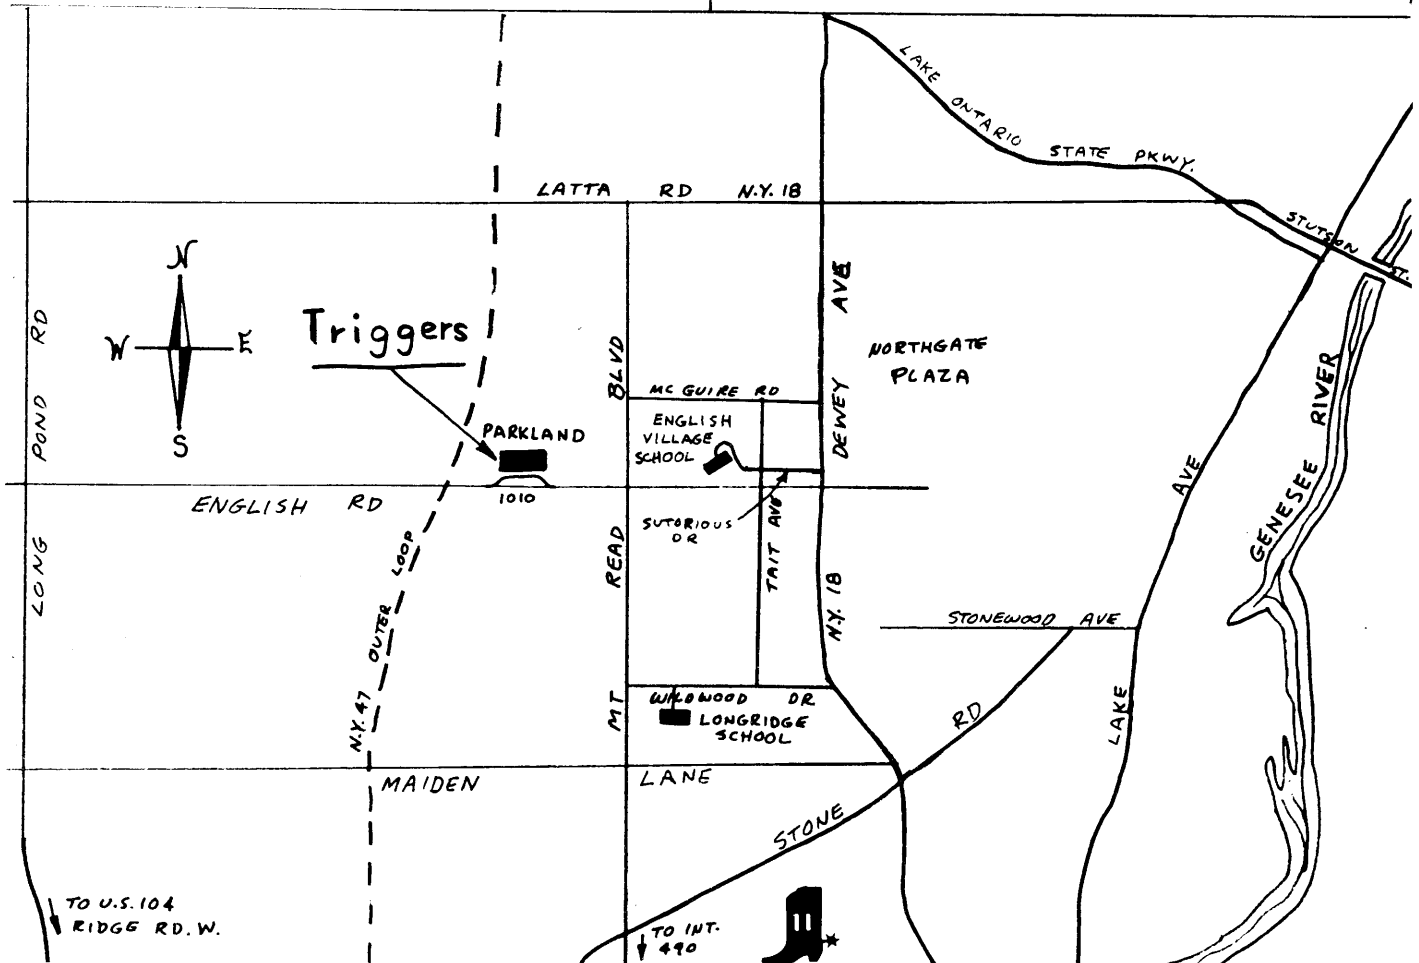 LAKE ONTARIO STATE PKWY.
LATTA RD N.Y. 18
STUTSON ST.
N
W E
S
Triggers
LONG POND RD
PARKLAND
1010
ENGLISH RD
N.Y. 47 OUTER LOOP
MT READ BLVD
MC GUIRE RD
ENGLISH
VILLAGE
SCHOOL
SUTORIOUS
DR
TAIT AVE
DEWEY AVE
N.Y. 18
NORTHGATE
PLAZA
LAKE AVE
GENESEE RIVER
STONEWOOD AVE
WILDWOOD DR
LONGRIDGE
SCHOOL
MAIDEN LANE
STONE RD
TO U.S. 104
RIDGE RD. W.
TO INT.
490